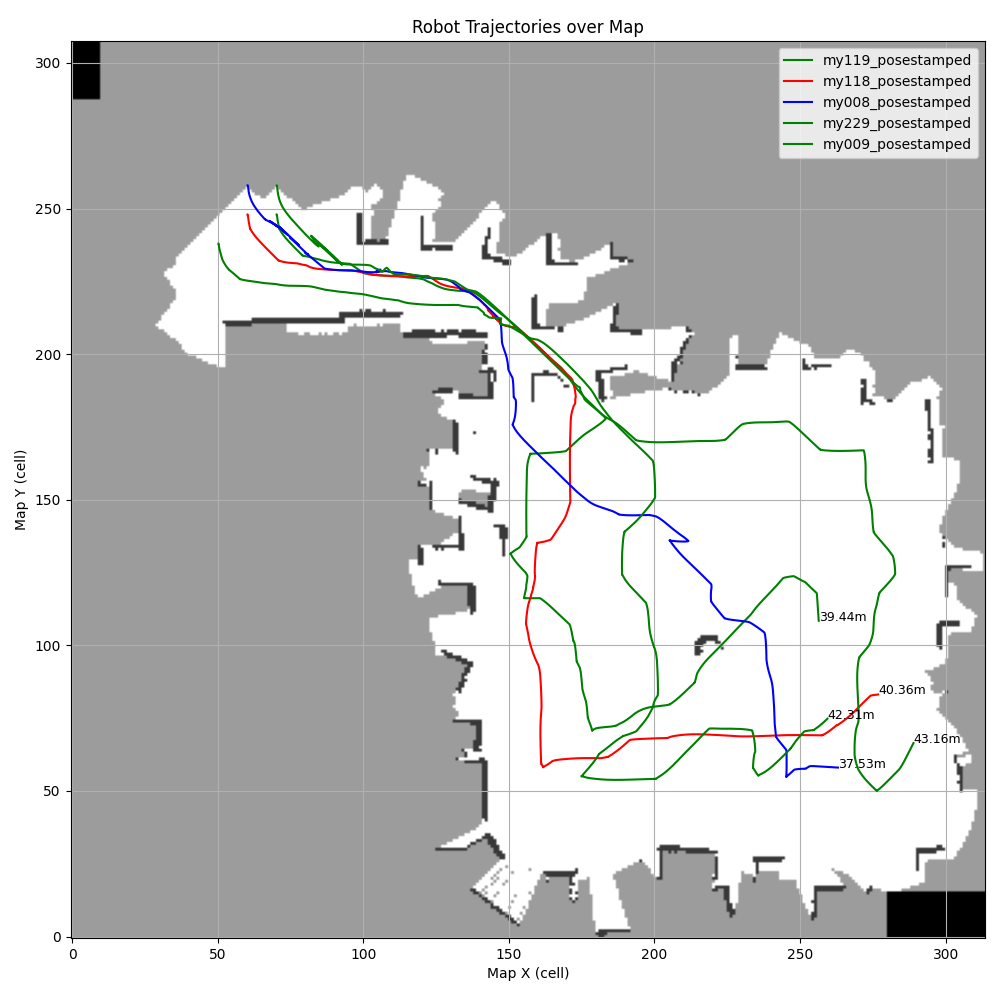 Robot Trajectories over Map
my119_posestamped
my118_posestamped
my008_posestamped
my229_posestamped
my009_posestamped
300
250
200
150
100
50
0
Map Y (cell)
39.44m
40.36m
42.31m
43.16m
37.53m
0 50 100 150 200 250 300
Map X (cell)